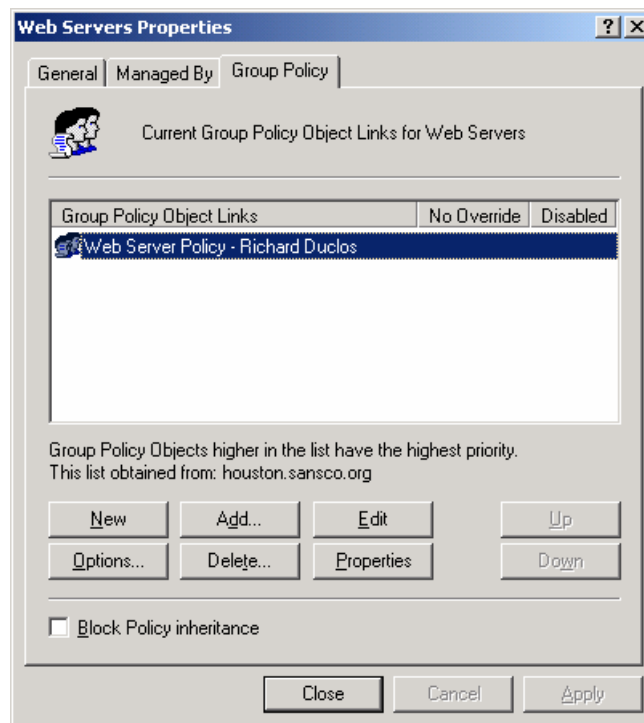 Web Servers Properties
? X
General Managed By Group Policy
Current Group Policy Object Links for Web Servers
Group Policy Object Links No Override Disabled
Web Server Policy - Richard Duclos
Group Policy Objects higher in the list have the highest priority.
This list obtained from: houston.sansco.org
New Add... Edit Up
Options... Delete... Properties Down
Block Policy inheritance
Close Cancel Apply